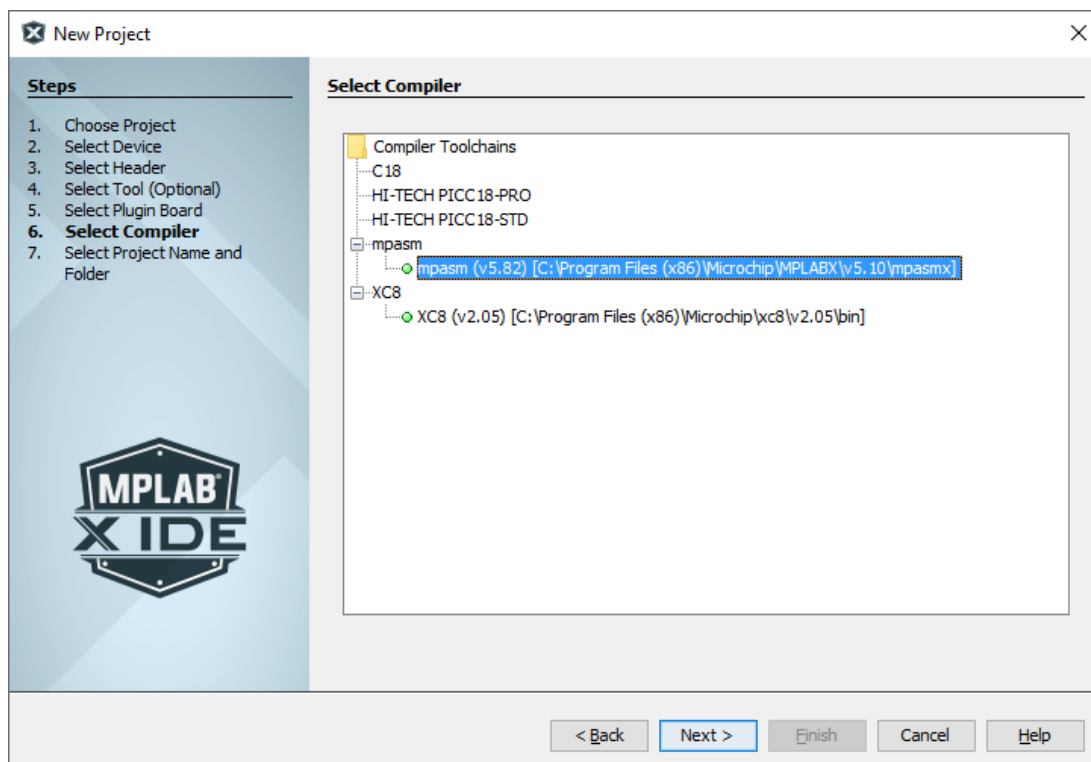 New Project
Steps
1. Choose Project
2. Select Device
3. Select Header
4. Select Tool (Optional)
5. Select Plugin Board
6. Select Compiler
7. Select Project Name and
Folder
MPLAB®
X IDE
Select Compiler
Compiler Toolchains
C18
HI-TECH PICC18-PRO
HI-TECH PICC18-STD
mpasm
mpasm (v5.82) [C:\Program Files (x86)\Microchip\MPLABX\v5.10\mpasmx]
XC8
XC8 (v2.05) [C:\Program Files (x86)\Microchip\xc8\v2.05\bin]
< Back Next > Finish Cancel Help